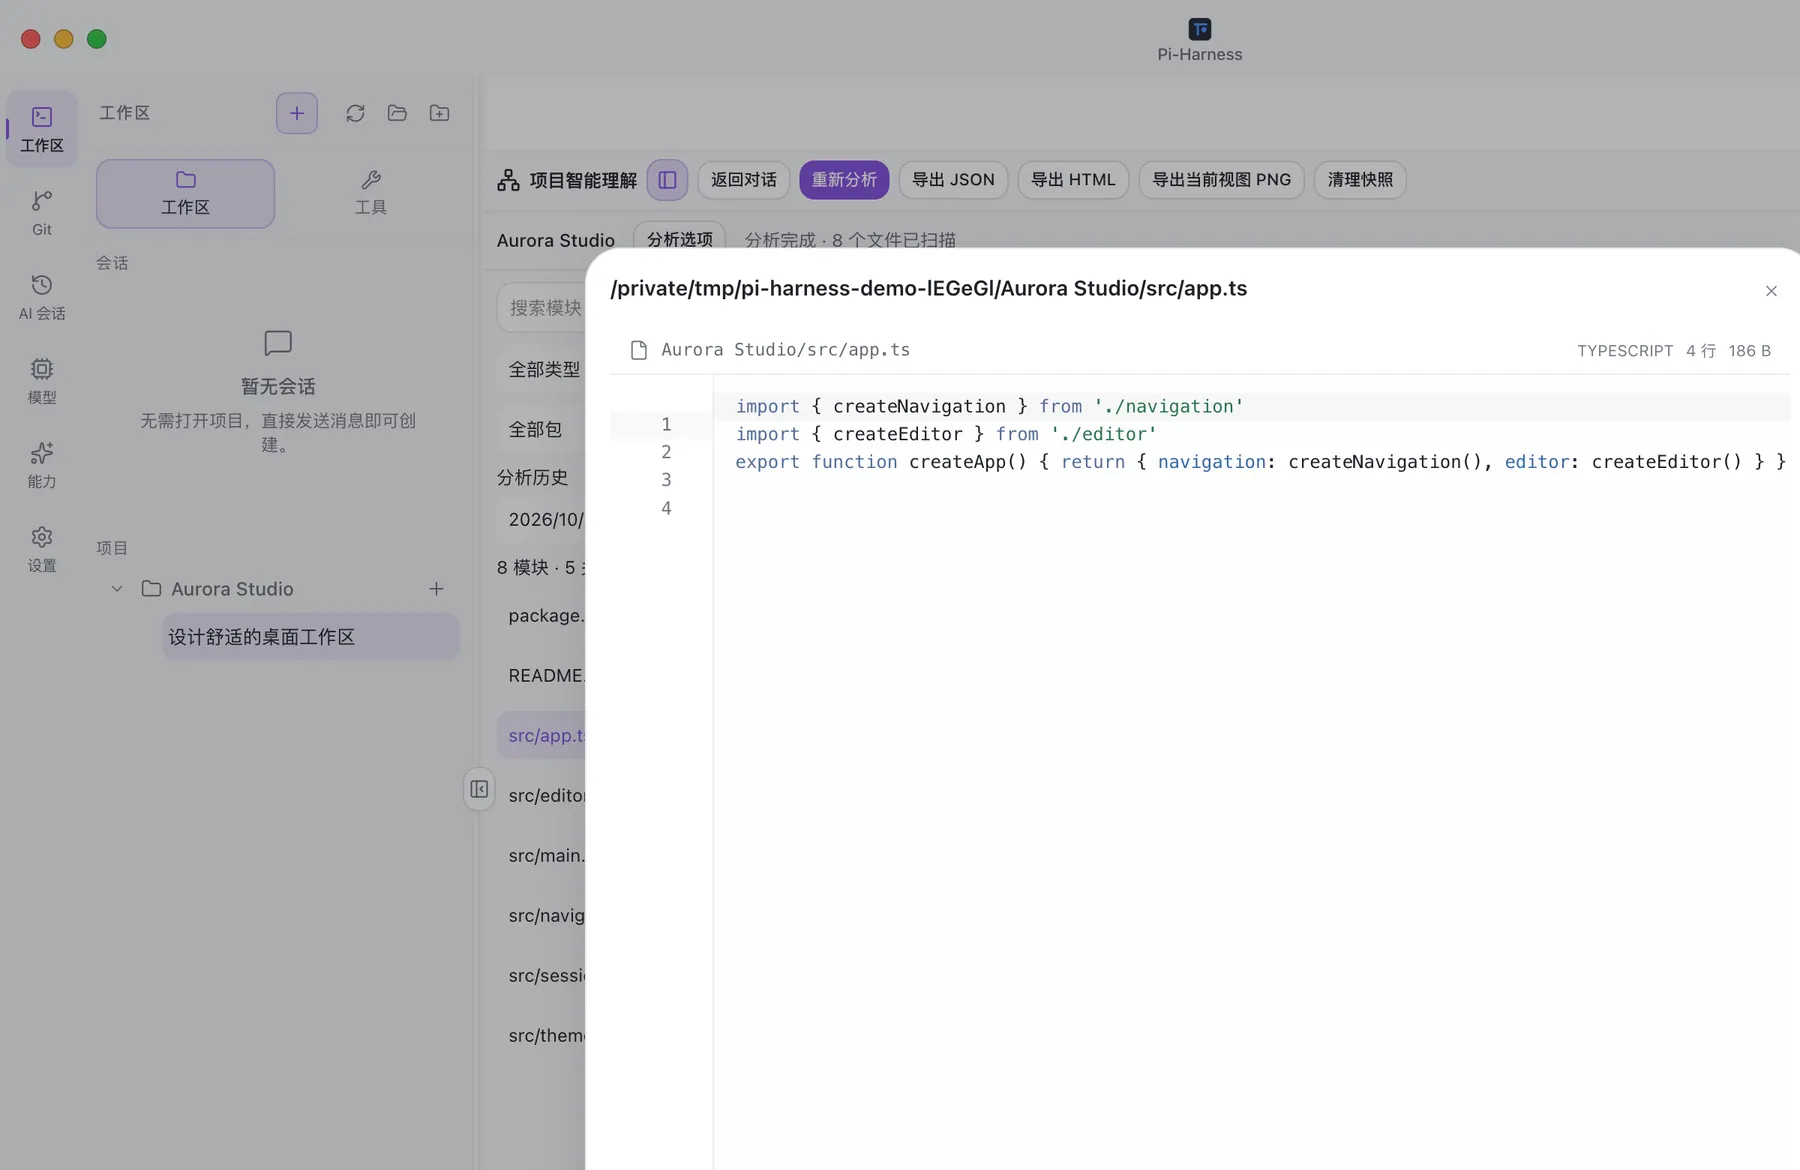 Pi-Harness
工作区
Git
AI 会话
模型
能力
设置
工作区
工作区
工具
会话
暂无会话
无需打开项目，直接发送消息即可创
建。
项目
Aurora Studio
设计舒适的桌面工作区
项目智能理解
返回对话
重新分析
导出 JSON
导出 HTML
导出当前视图 PNG
清理快照
Aurora Studio
分析选项
分析完成 · 8 个文件已扫描
搜索模块
全部类型
全部包
分析历史
2026/10/
8 模块 · 5
package.
README.
src/app.ts
src/editor
src/main.
src/navig
src/sessi
src/them
/private/tmp/pi-harness-demo-lEGeGl/Aurora Studio/src/app.ts
Aurora Studio/src/app.ts
TYPESCRIPT 4 行 186 B
1
2
3
4
import { createNavigation } from './navigation'
import { createEditor } from './editor'
export function createApp() { return { navigation: createNavigation(), editor: createEditor() } }